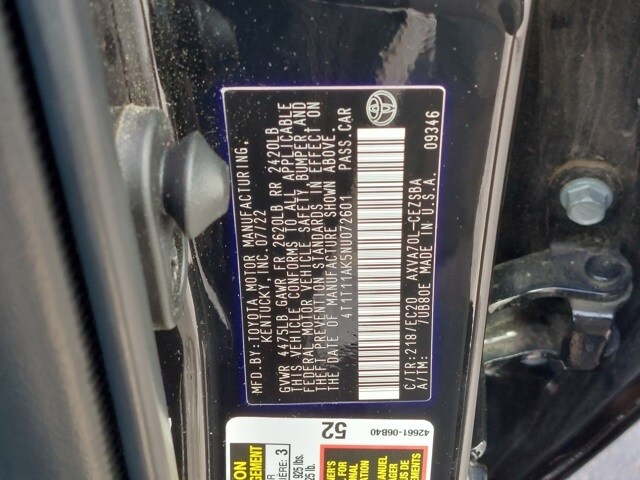 MFD. BY: TOYOTA MOTOR MANUFACTURING,
KENTUCKY, INC. 07/22
GVWR 4475LB GAWR FR 2620LB RR 2420LB
THIS VEHICLE CONFORMS TO ALL APPLICABLE
FEDERAL MOTOR VEHICLE SAFETY, BUMPER, AND
THEFT PREVENTION STANDARDS IN EFFECT ON
THE DATE OF MANUFACTURE SHOWN ABOVE.
4T1T11AK5NU072601 PASS. CAR
09346
C/TR:218/EC20 AXVA70L-CEZSBA
A/TM: 7UB80E MADE IN U.S.A.
52
42661-06B40